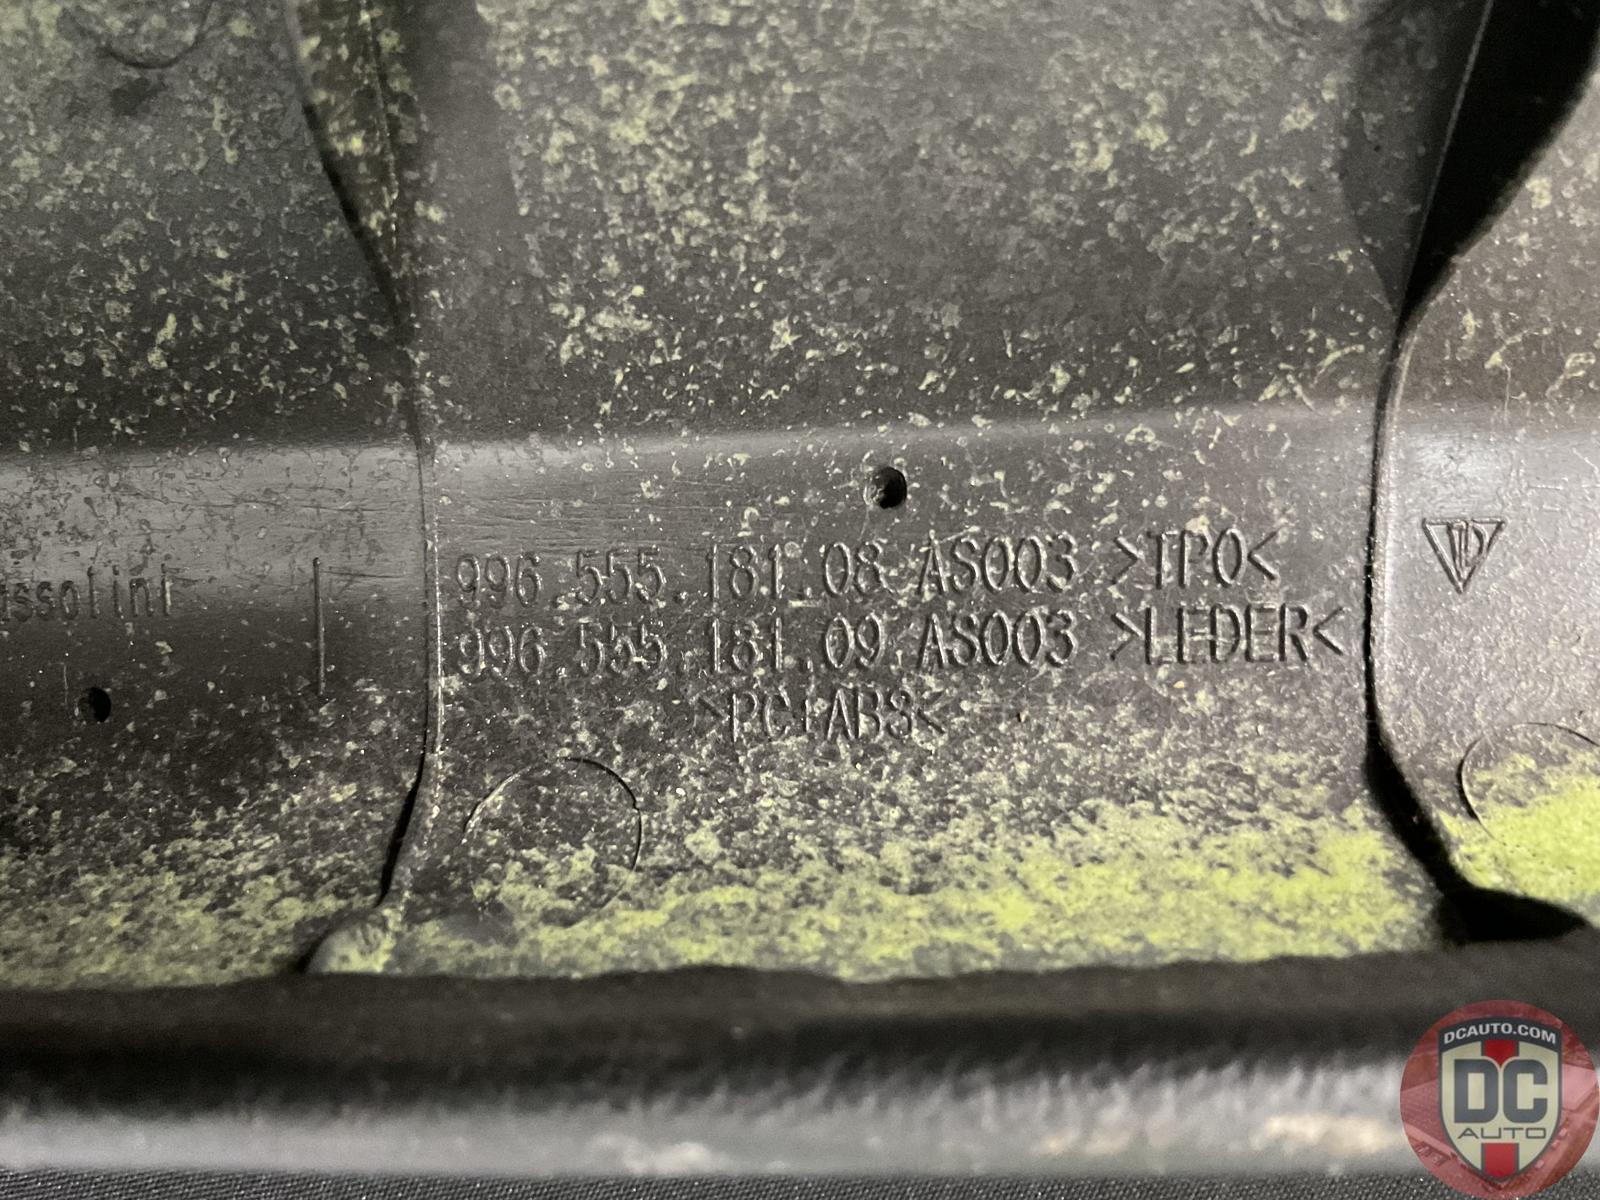 996.555.181.08 AS003 >TPO<
996.555.181.09 AS003 >LEDER<
>PC+ABS<
DCAUTO.COM
DC
AUTO